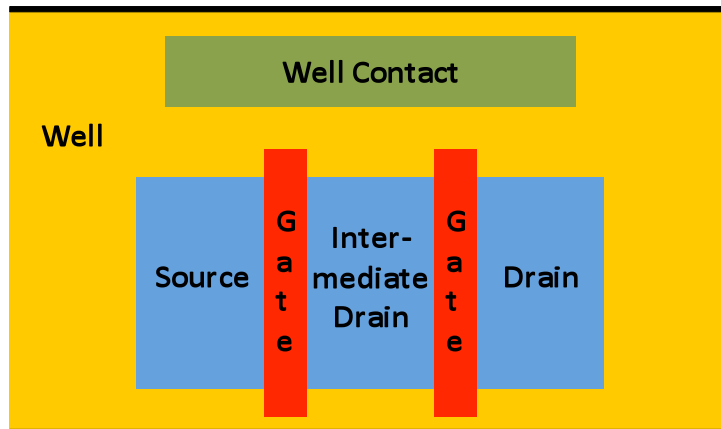 Well Contact
Well
Source
G
a
t
e
Inter-
mediate
Drain
G
a
t
e
Drain